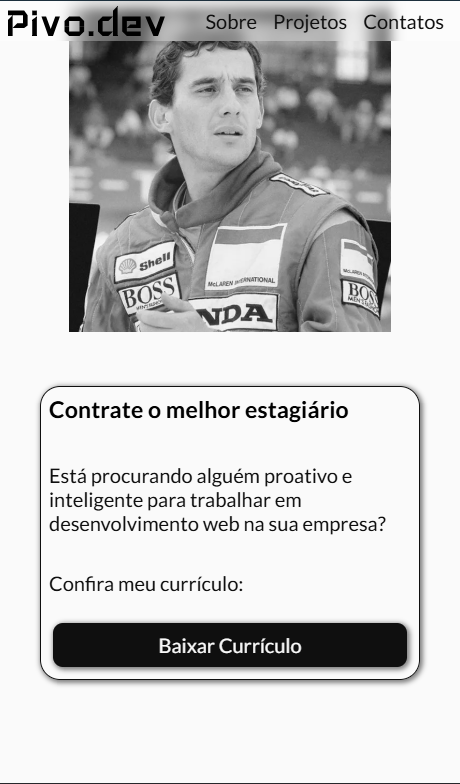 Pivo.dev Sobre Projetos Contatos
Shell
BOSS
McLAREN INTERNATIONAL
NDA
BO
Contrate o melhor estagiário
Está procurando alguém proativo e
inteligente para trabalhar em
desenvolvimento web na sua empresa?
Confira meu currículo:
Baixar Currículo